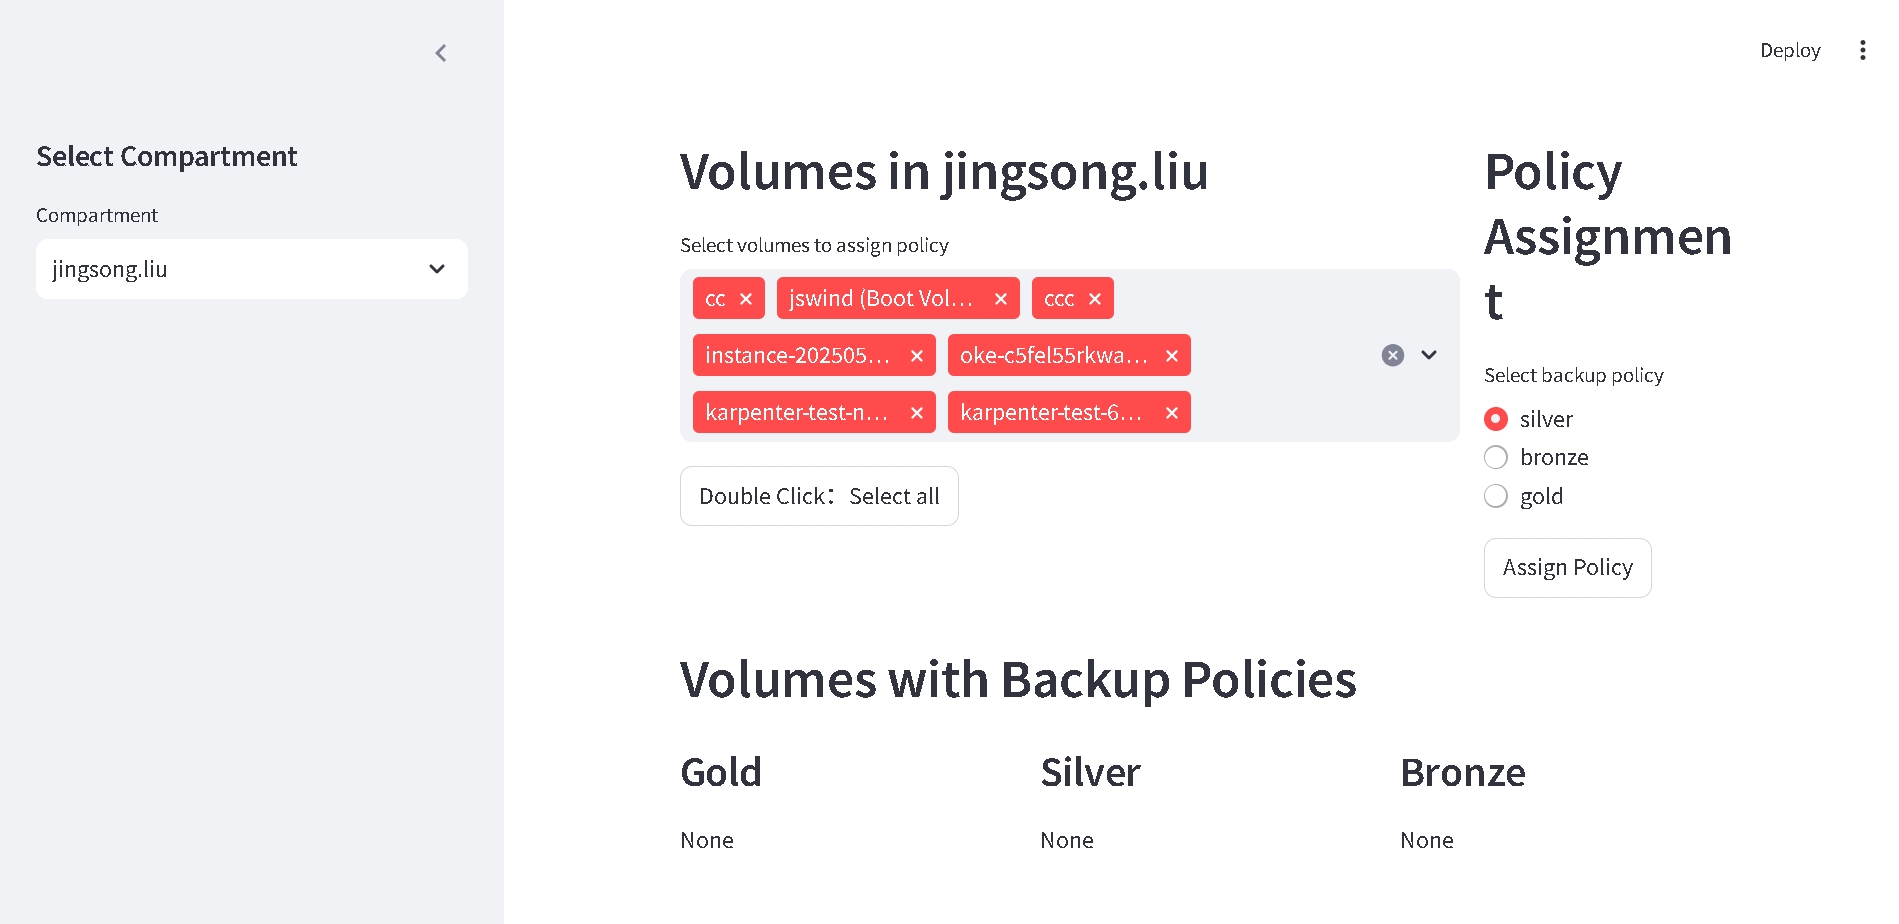 Deploy
Select Compartment
Compartment
jingsong.liu
Volumes in jingsong.liu
Select volumes to assign policy
cc
jswind (Boot Vol...
ccc
instance-202505...
oke-c5fel55rkwa...
karpenter-test-n...
karpenter-test-6...
Double Click：Select all
Policy
Assignmen
t
Select backup policy
silver
bronze
gold
Assign Policy
Volumes with Backup Policies
Gold
Silver
Bronze
None
None
None